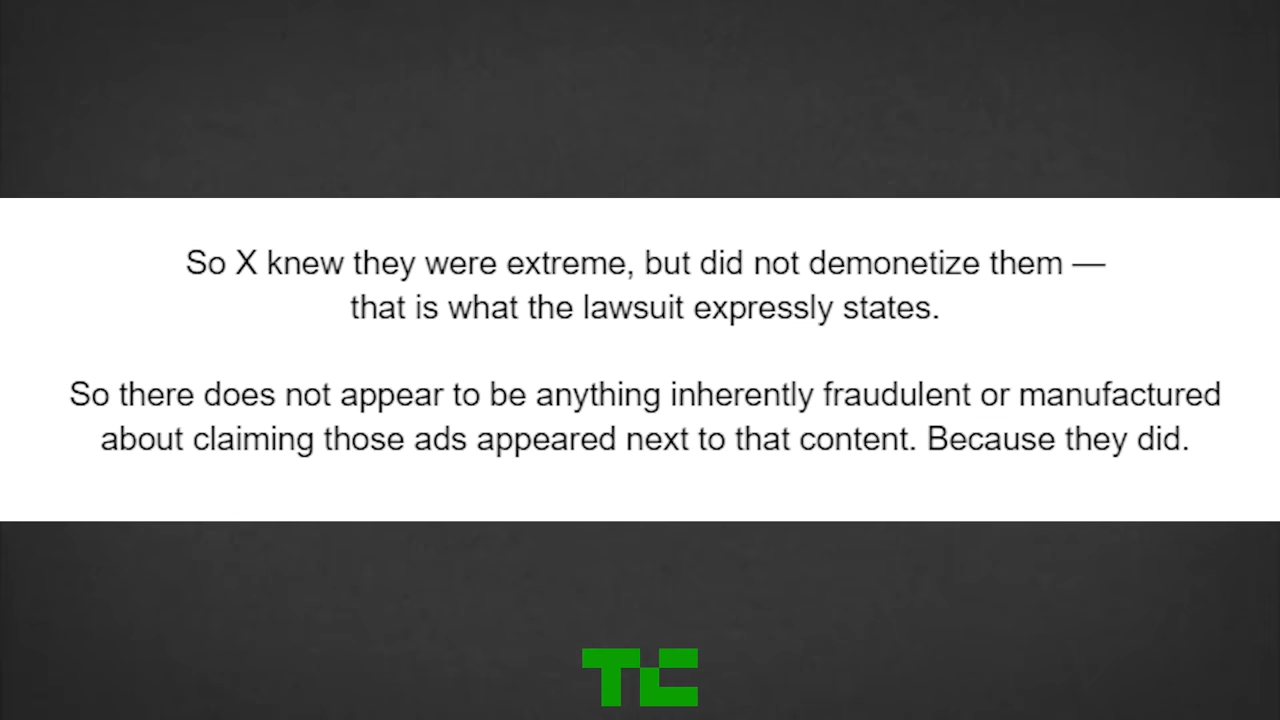 So X knew they were extreme, but did not demonetize them —
that is what the lawsuit expressly states.
So there does not appear to be anything inherently fraudulent or manufactured
about claiming those ads appeared next to that content. Because they did.
TC